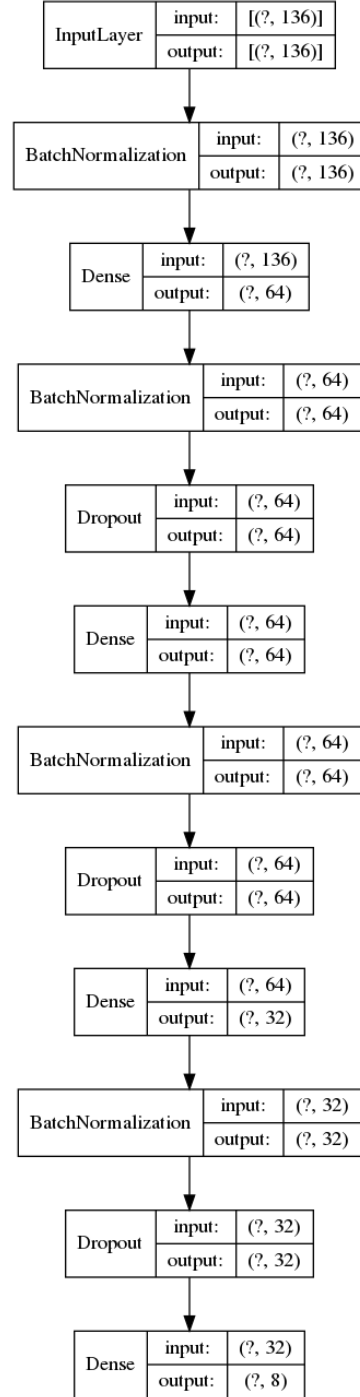 InputLayer
input: [(?, 136)]
output: [(?, 136)]
BatchNormalization
input: (?, 136)
output: (?, 136)
Dense
input: (?, 136)
output: (?, 64)
BatchNormalization
input: (?, 64)
output: (?, 64)
Dropout
input: (?, 64)
output: (?, 64)
Dense
input: (?, 64)
output: (?, 64)
BatchNormalization
input: (?, 64)
output: (?, 64)
Dropout
input: (?, 64)
output: (?, 64)
Dense
input: (?, 64)
output: (?, 32)
BatchNormalization
input: (?, 32)
output: (?, 32)
Dropout
input: (?, 32)
output: (?, 32)
Dense
input: (?, 32)
output: (?, 8)